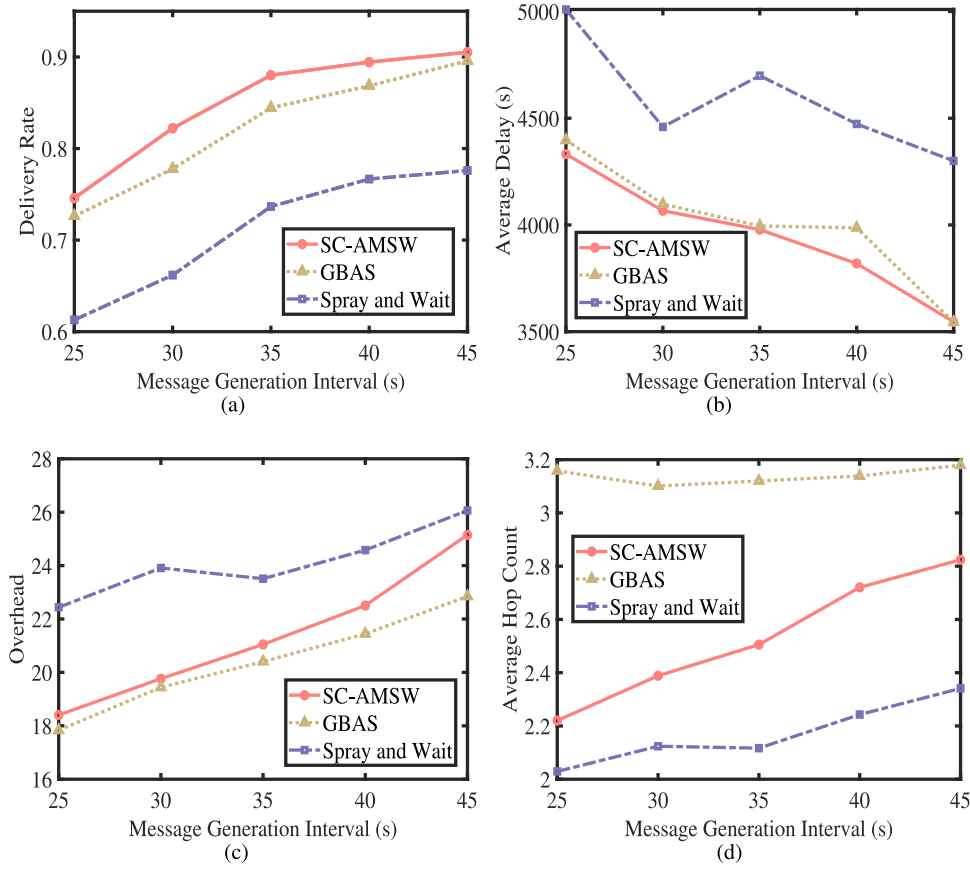 0.9
0.8
0.7
0.6
Delivery Rate
SC-AMSW
GBAS
Spray and Wait
25 30 35 40 45
Message Generation Interval (s)
(a)
5000
4500
4000
3500
Average Delay (s)
SC-AMSW
GBAS
Spray and Wait
25 30 35 40 45
Message Generation Interval (s)
(b)
28
26
24
22
20
18
16
Overhead
SC-AMSW
GBAS
Spray and Wait
25 30 35 40 45
Message Generation Interval (s)
(c)
3.2
3
2.8
2.6
2.4
2.2
2
Average Hop Count
SC-AMSW
GBAS
Spray and Wait
25 30 35 40 45
Message Generation Interval (s)
(d)